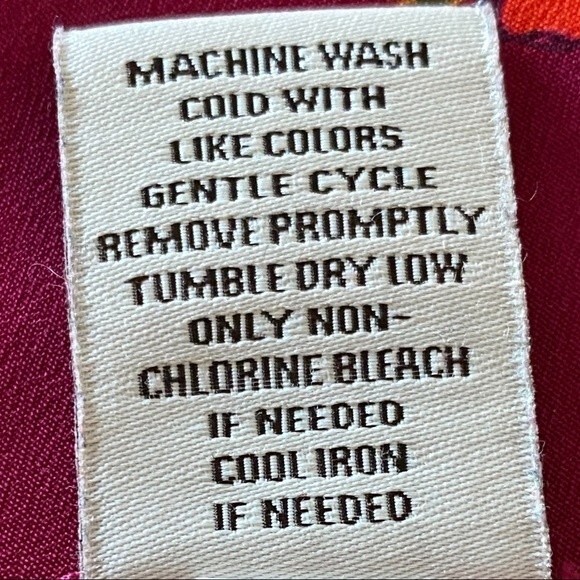 MACHINE WASH
COLD WITH
LIKE COLORS
GENTLE CYCLE
REMOVE PROMPTLY
TUMBLE DRY LOW
ONLY NON-
CHLORINE BLEACH
IF NEEDED
COOL IRON
IF NEEDED